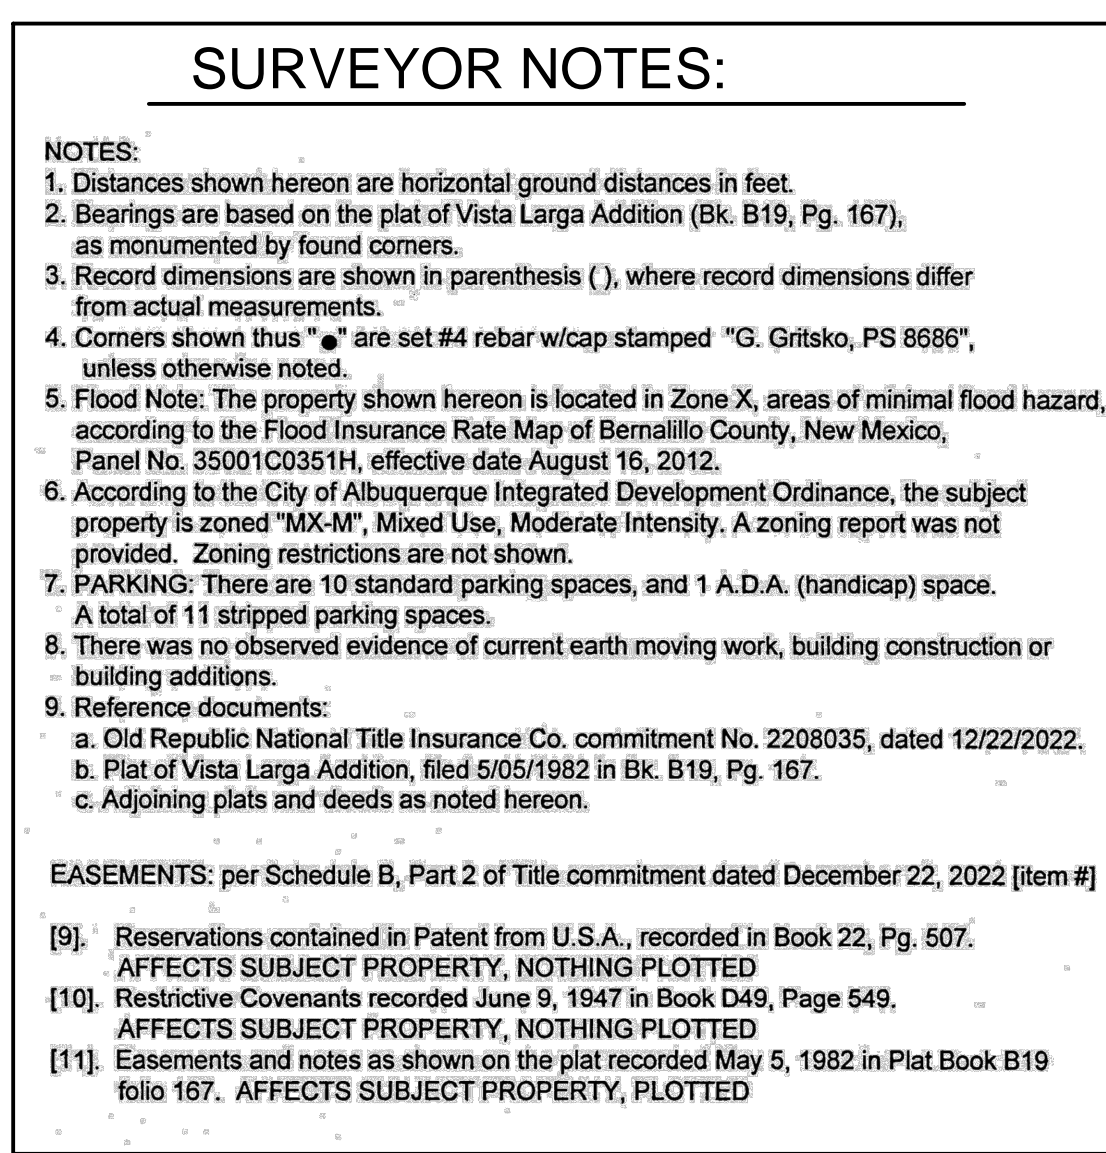 SURVEYOR NOTES:
NOTES:
1. Distances shown hereon are horizontal ground distances in feet.
2. Bearings are based on the plat of Vista Larga Addition (Bk. B19, Pg. 167),
as monumented by found corners.
3. Record dimensions are shown in parenthesis ( ), where record dimensions differ
from actual measurements.
4. Corners shown thus "●" are set #4 rebar w/cap stamped "G. Gritsko, PS 8686",
unless otherwise noted.
5. Flood Note: The property shown hereon is located in Zone X, areas of minimal flood hazard,
according to the Flood Insurance Rate Map of Bernalillo County, New Mexico,
Panel No. 35001C0351H, effective date August 16, 2012.
6. According to the City of Albuquerque Integrated Development Ordinance, the subject
property is zoned "MX-M", Mixed Use, Moderate Intensity. A zoning report was not
provided. Zoning restrictions are not shown.
7. PARKING: There are 10 standard parking spaces, and 1 A.D.A. (handicap) space.
A total of 11 stripped parking spaces.
8. There was no observed evidence of current earth moving work, building construction or
building additions.
9. Reference documents:
a. Old Republic National Title Insurance Co. commitment No. 2208035, dated 12/22/2022.
b. Plat of Vista Larga Addition, filed 5/05/1982 in Bk. B19, Pg. 167.
c. Adjoining plats and deeds as noted hereon.
EASEMENTS: per Schedule B, Part 2 of Title commitment dated December 22, 2022 [item #]
[9]. Reservations contained in Patent from U.S.A., recorded in Book 22, Pg. 507.
AFFECTS SUBJECT PROPERTY, NOTHING PLOTTED
[10]. Restrictive Covenants recorded June 9, 1947 in Book D49, Page 549.
AFFECTS SUBJECT PROPERTY, NOTHING PLOTTED
[11]. Easements and notes as shown on the plat recorded May 5, 1982 in Plat Book B19
folio 167. AFFECTS SUBJECT PROPERTY, PLOTTED